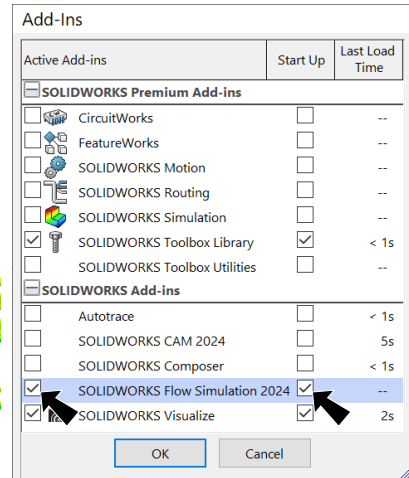 Add-Ins
Active Add-ins Start Up Last Load Time
SOLIDWORKS Premium Add-ins
CircuitWorks --
FeatureWorks --
SOLIDWORKS Motion --
SOLIDWORKS Routing --
SOLIDWORKS Simulation --
SOLIDWORKS Toolbox Library < 1s
SOLIDWORKS Toolbox Utilities --
SOLIDWORKS Add-ins
Autotrace < 1s
SOLIDWORKS CAM 2024 5s
SOLIDWORKS Composer < 1s
SOLIDWORKS Flow Simulation 2024 --
SOLIDWORKS Visualize 2s
OK Cancel